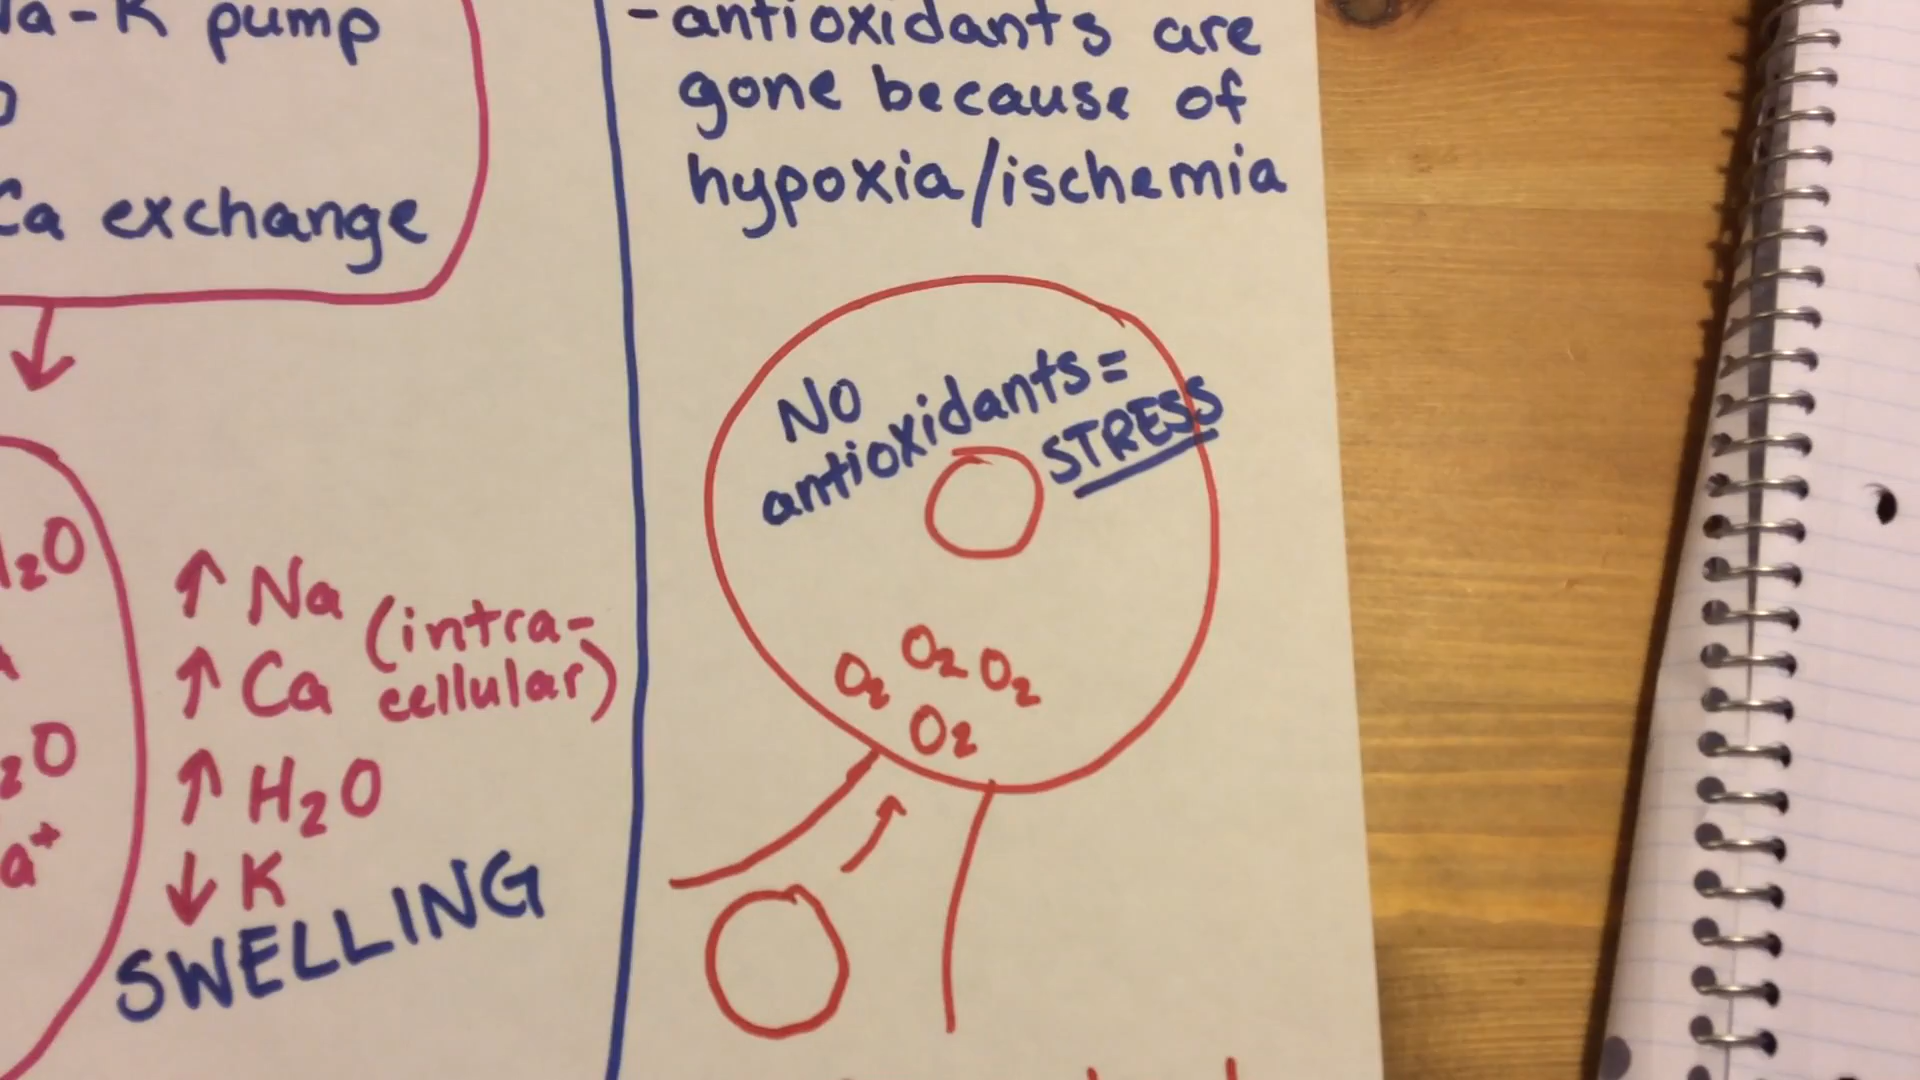 Na-K pump
Ca exchange
H2O
↑ Na (intra-
↑ Ca cellular)
2O
↑ H2O
a+
↓ K
SWELLING
- antioxidants are
gone because of
hypoxia/ischemia
NO
antioxidants =
STRESS
O2 O2 O2
O2